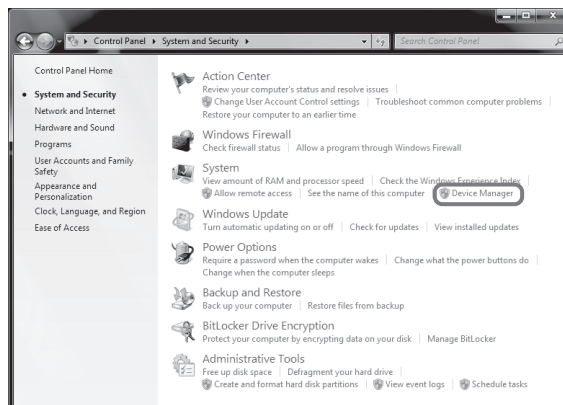 Control Panel ▸ System and Security ▸
Search Control Panel
Control Panel Home
System and Security
Network and Internet
Hardware and Sound
Programs
User Accounts and Family
Safety
Appearance and
Personalization
Clock, Language, and Region
Ease of Access
Action Center
Review your computer's status and resolve issues
Change User Account Control settings | Troubleshoot common computer problems
Restore your computer to an earlier time
Windows Firewall
Check firewall status | Allow a program through Windows Firewall
System
View amount of RAM and processor speed | Check the Windows Experience Index
Allow remote access | See the name of this computer | Device Manager
Windows Update
Turn automatic updating on or off | Check for updates | View installed updates
Power Options
Require a password when the computer wakes | Change what the power buttons do
Change when the computer sleeps
Backup and Restore
Back up your computer | Restore files from backup
BitLocker Drive Encryption
Protect your computer by encrypting data on your disk | Manage BitLocker
Administrative Tools
Free up disk space | Defragment your hard drive
Create and format hard disk partitions | View event logs | Schedule tasks